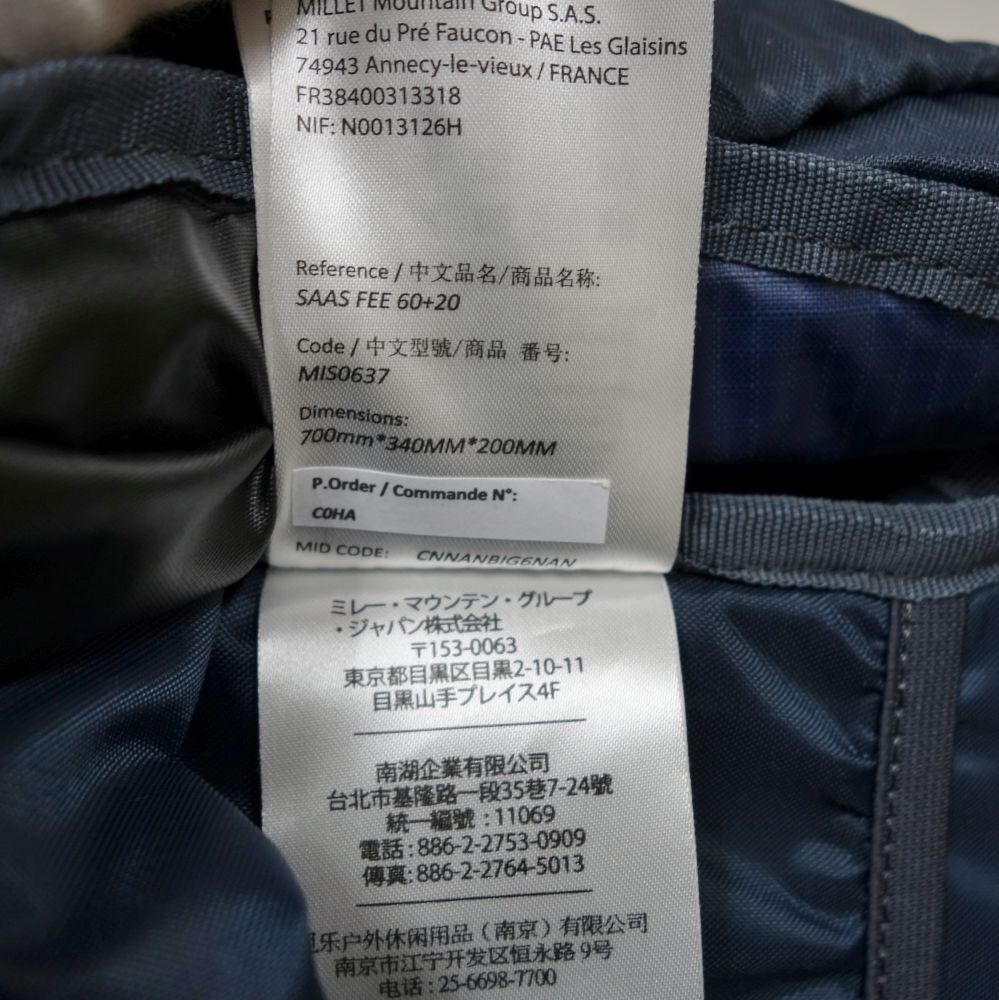 MILLET Mountain Group S.A.S.
21 rue du Pré Faucon - PAE Les Glaisins
74943 Annecy-le-vieux / FRANCE
FR38400313318
NIF: N0013126H
Reference / 中文品名/商品名称:
SAAS FEE 60+20
Code / 中文型號/商品 番号:
MIS0637
Dimensions:
700mm*340MM*200MM
P.Order / Commande N°:
C0HA
MID CODE: CNNANBIG6NAN
ミレー・マウンテン・グループ
・ジャパン株式会社
〒153-0063
東京都目黒区目黒2-10-11
目黒山手プレイス4F
南湖企業有限公司
台北市基隆路一段35巷7-24號
統一編號 : 11069
電話 : 886-2-2753-0909
傳真 : 886-2-2764-5013
乐户外休闲用品（南京）有限公司
南京市江宁开发区恒永路 9号
电话 : 25-6698-7700